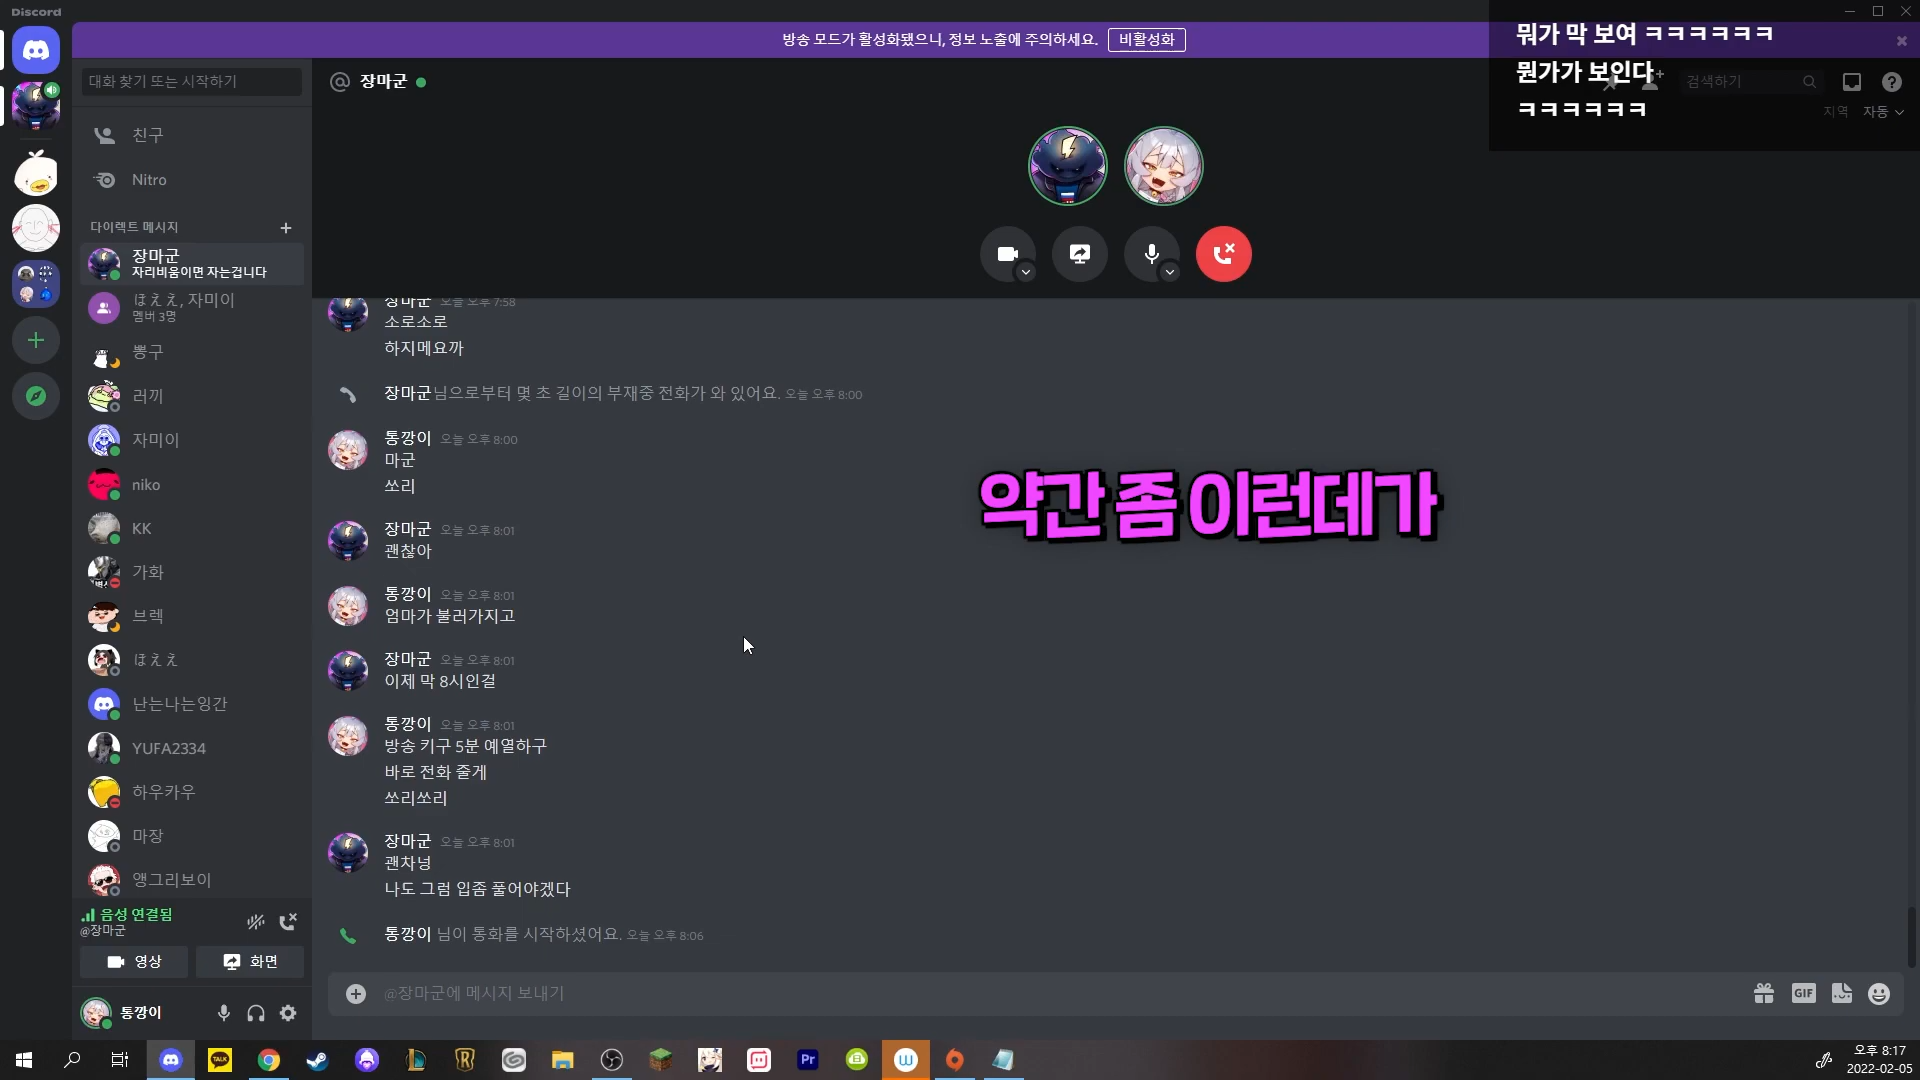 Discord
방송 모드가 활성화됐으니, 정보 노출에 주의하세요. 비활성화
뭐가 막 보여 ㅋㅋㅋㅋㅋㅋ
뭔가가 보인다
ㅋㅋㅋㅋㅋㅋ
대화 찾기 또는 시작하기
@ 장마군
검색하기
지역 자동
친구
Nitro
다이렉트 메시지
장마군
자리비움이면 자는겁니다
ほええ, 자미이
멤버 3명
뽕구
러끼
자미이
niko
KK
가화
브렉
ほええ
난는나는잉간
YUFA2334
하우카우
마장
앵그리보이
음성 연결됨
@장마군
영상
화면
통깡이
장마군 오늘 오후 7:58
소로소로
하지메요까
장마군님으로부터 몇 초 길이의 부재중 전화가 와 있어요. 오늘 오후 8:00
통깡이 오늘 오후 8:00
마군
쏘리
장마군 오늘 오후 8:01
괜찮아
통깡이 오늘 오후 8:01
엄마가 불러가지고
장마군 오늘 오후 8:01
이제 막 8시인걸
통깡이 오늘 오후 8:01
방송 키구 5분 예열하구
바로 전화 줄게
쏘리쏘리
장마군 오늘 오후 8:01
괜차넝
나도 그럼 입좀 풀어야겠다
통깡이 님이 통화를 시작하셨어요. 오늘 오후 8:06
약간 좀 이런데가
@장마군에 메시지 보내기
GIF
TALK
Pr
오후 8:17
2022-02-05